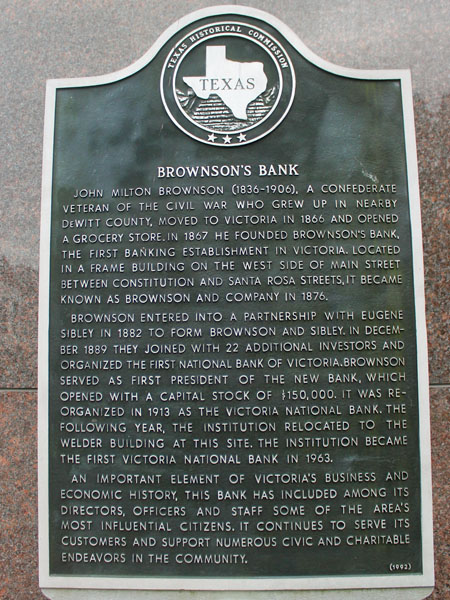 TEXAS HISTORICAL COMMISSION
TEXAS
BROWNSON'S BANK
JOHN MILTON BROWNSON (1836-1906), A CONFEDERATE
VETERAN OF THE CIVIL WAR WHO GREW UP IN NEARBY
DEWITT COUNTY, MOVED TO VICTORIA IN 1866 AND OPENED
A GROCERY STORE. IN 1867 HE FOUNDED BROWNSON'S BANK,
THE FIRST BANKING ESTABLISHMENT IN VICTORIA. LOCATED
IN A FRAME BUILDING ON THE WEST SIDE OF MAIN STREET
BETWEEN CONSTITUTION AND SANTA ROSA STREETS, IT BECAME
KNOWN AS BROWNSON AND COMPANY IN 1876.
BROWNSON ENTERED INTO A PARTNERSHIP WITH EUGENE
SIBLEY IN 1882 TO FORM BROWNSON AND SIBLEY. IN DECEM-
BER 1889 THEY JOINED WITH 22 ADDITIONAL INVESTORS AND
ORGANIZED THE FIRST NATIONAL BANK OF VICTORIA. BROWNSON
SERVED AS FIRST PRESIDENT OF THE NEW BANK, WHICH
OPENED WITH A CAPITAL STOCK OF $150,000. IT WAS RE-
ORGANIZED IN 1913 AS THE VICTORIA NATIONAL BANK. THE
FOLLOWING YEAR, THE INSTITUTION RELOCATED TO THE
WELDER BUILDING AT THIS SITE. THE INSTITUTION BECAME
THE FIRST VICTORIA NATIONAL BANK IN 1963.
AN IMPORTANT ELEMENT OF VICTORIA'S BUSINESS AND
ECONOMIC HISTORY, THIS BANK HAS INCLUDED AMONG ITS
DIRECTORS, OFFICERS AND STAFF SOME OF THE AREA'S
MOST INFLUENTIAL CITIZENS. IT CONTINUES TO SERVE ITS
CUSTOMERS AND SUPPORT NUMEROUS CIVIC AND CHARITABLE
ENDEAVORS IN THE COMMUNITY.
(1992)